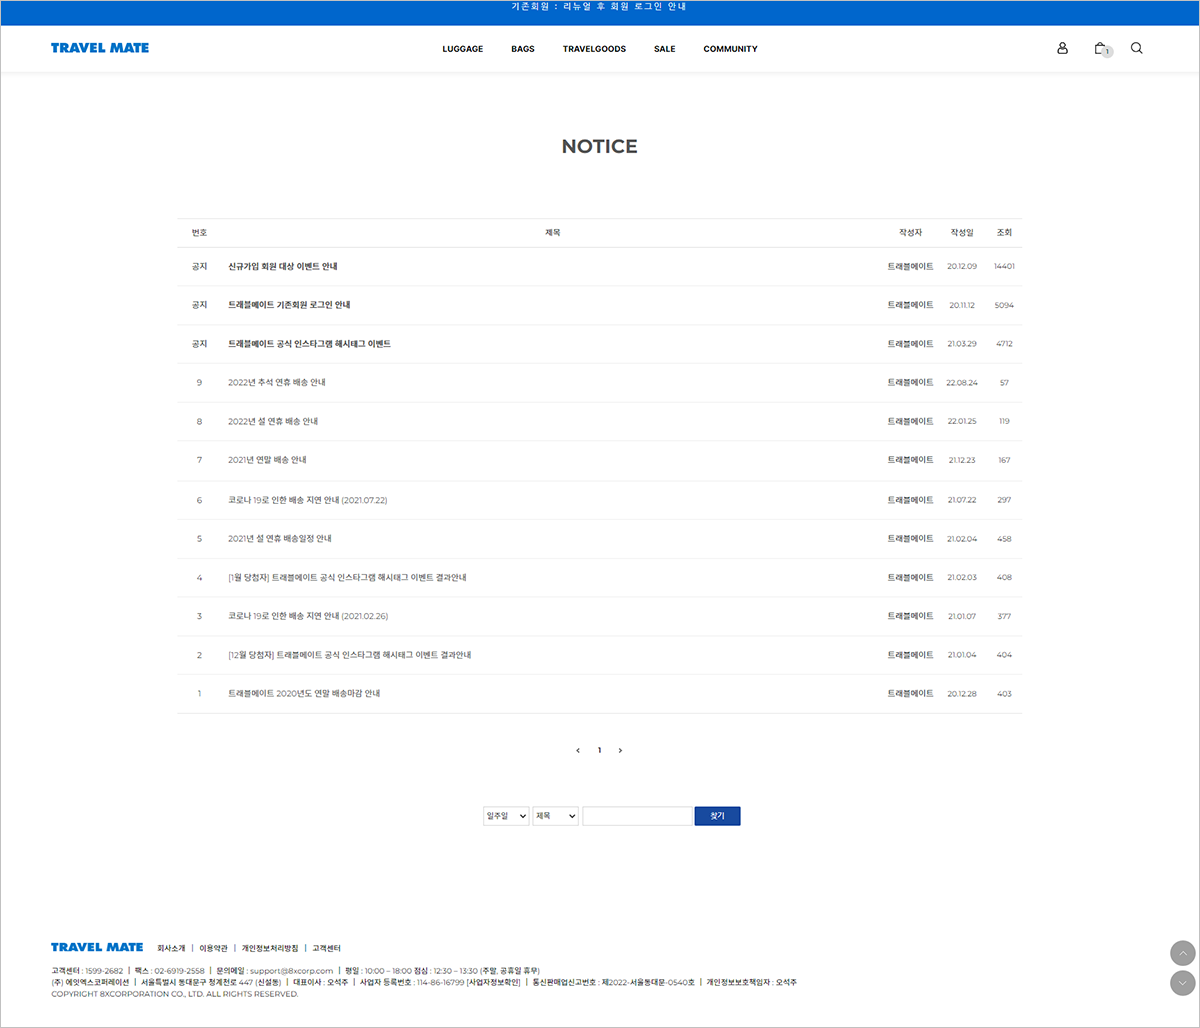 기존회원 : 리뉴얼 후 회원 로그인 안내
TRAVEL MATE LUGGAGE BAGS TRAVELGOODS SALE COMMUNITY 1
NOTICE
번호 제목 작성자 작성일 조회
공지 신규가입 회원 대상 이벤트 안내 트래블메이트 20.12.09 14401
공지 트래블메이트 기존회원 로그인 안내 트래블메이트 20.11.12 5094
공지 트래블메이트 공식 인스타그램 해시태그 이벤트 트래블메이트 21.03.29 4712
9 2022년 추석 연휴 배송 안내 트래블메이트 22.08.24 57
8 2022년 설 연휴 배송 안내 트래블메이트 22.01.25 119
7 2021년 연말 배송 안내 트래블메이트 21.12.23 167
6 코로나 19로 인한 배송 지연 안내 (2021.07.22) 트래블메이트 21.07.22 297
5 2021년 설 연휴 배송일정 안내 트래블메이트 21.02.04 458
4 [1월 당첨자] 트래블메이트 공식 인스타그램 해시태그 이벤트 결과안내 트래블메이트 21.02.03 408
3 코로나 19로 인한 배송 지연 안내 (2021.02.26) 트래블메이트 21.01.07 377
2 [12월 당첨자] 트래블메이트 공식 인스타그램 해시태그 이벤트 결과안내 트래블메이트 21.01.04 404
1 트래블메이트 2020년도 연말 배송마감 안내 트래블메이트 20.12.28 403
< 1 >
일주일 제목 찾기
TRAVEL MATE 회사소개 | 이용약관 | 개인정보처리방침 | 고객센터
고객센터 : 1599-2682 | 팩스 : 02-6919-2558 | 문의메일 : support@8xcorp.com | 평일 : 10:00 ~ 18:00 점심 : 12:30 ~ 13:30 (주말, 공휴일 휴무)
(주) 에잇엑스코퍼레이션 | 서울특별시 동대문구 청계천로 447 (신설동) | 대표이사 : 오석주 | 사업자 등록번호 : 114-86-16799 [사업자정보확인] | 통신판매업신고번호 : 제2022-서울동대문-0540호 | 개인정보보호책임자 : 오석주
COPYRIGHT 8XCORPORATION CO., LTD. ALL RIGHTS RESERVED.